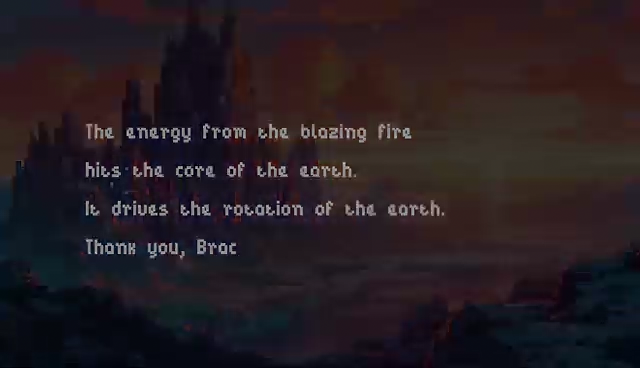 The energy from the blazing fire
hits the core of the earth.
It drives the rotation of the earth.
Thank you, Brac